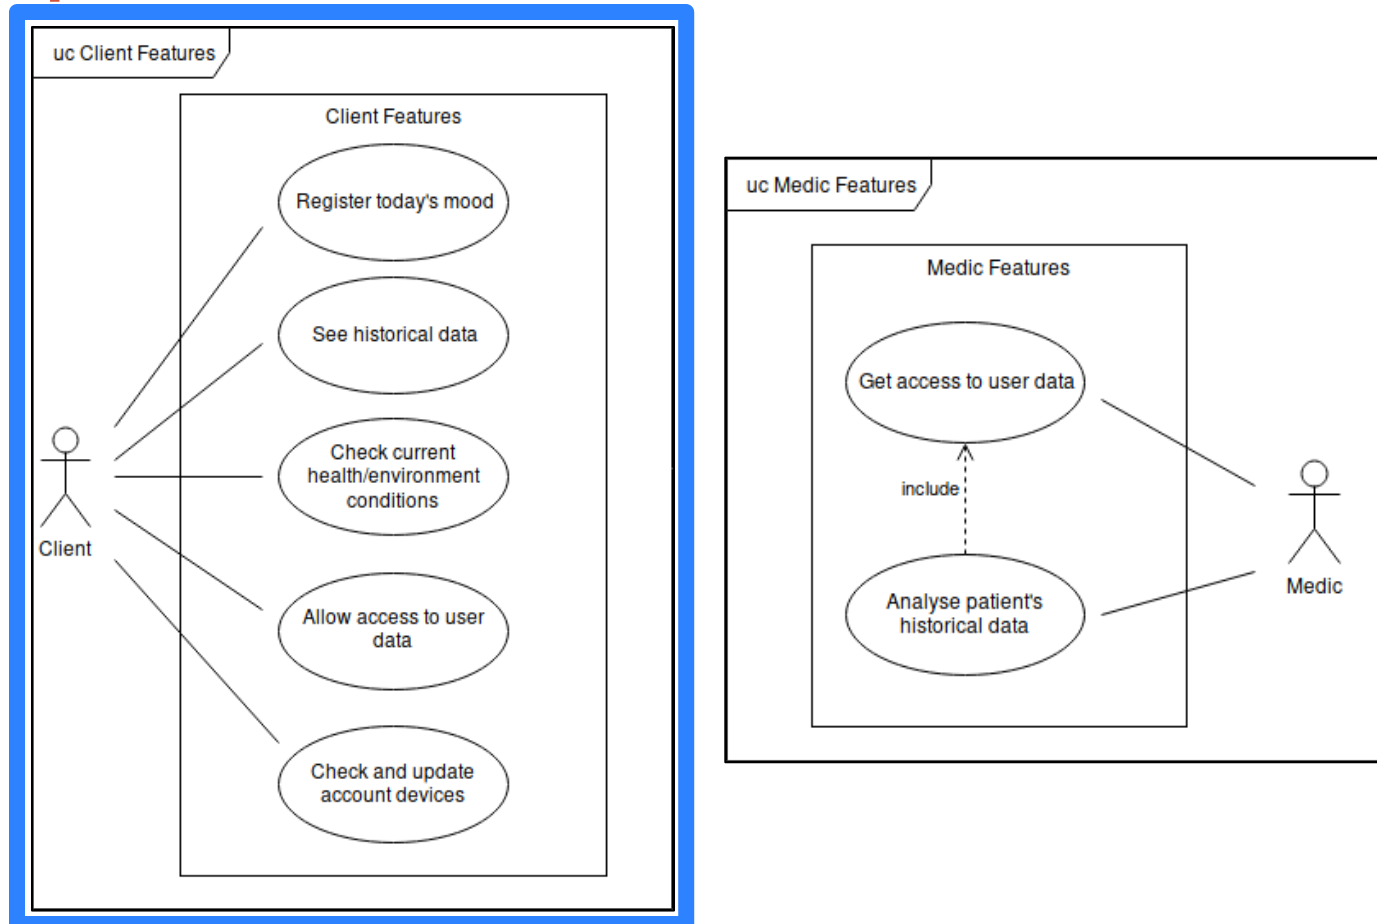 uc Client Features
Client Features
Register today's mood
See historical data
Check current
health/environment
conditions
Allow access to user
data
Check and update
account devices
Client
uc Medic Features
Medic Features
Get access to user data
include
Analyse patient's
historical data
Medic